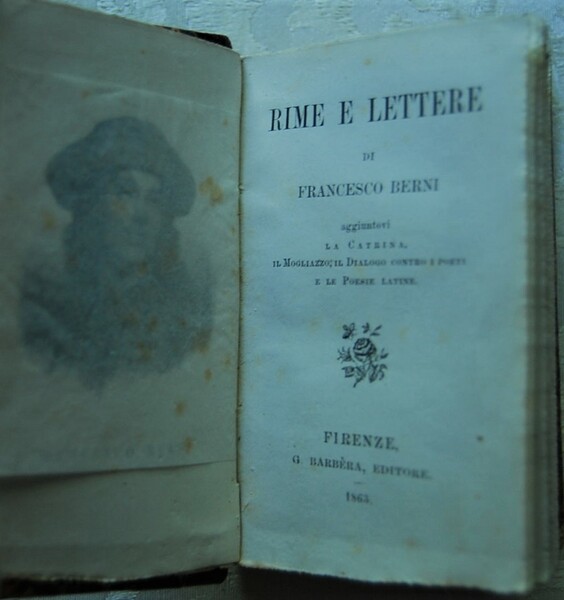 RIME E LETTERE
DI
FRANCESCO BERNI
aggiuntevi
LA CATRINA,
IL MOGLIAZZO, IL DIALOGO CONTRO I POETI
E LE POESIE LATINE.
FIRENZE,
G. BARBÈRA, EDITORE.
1863.